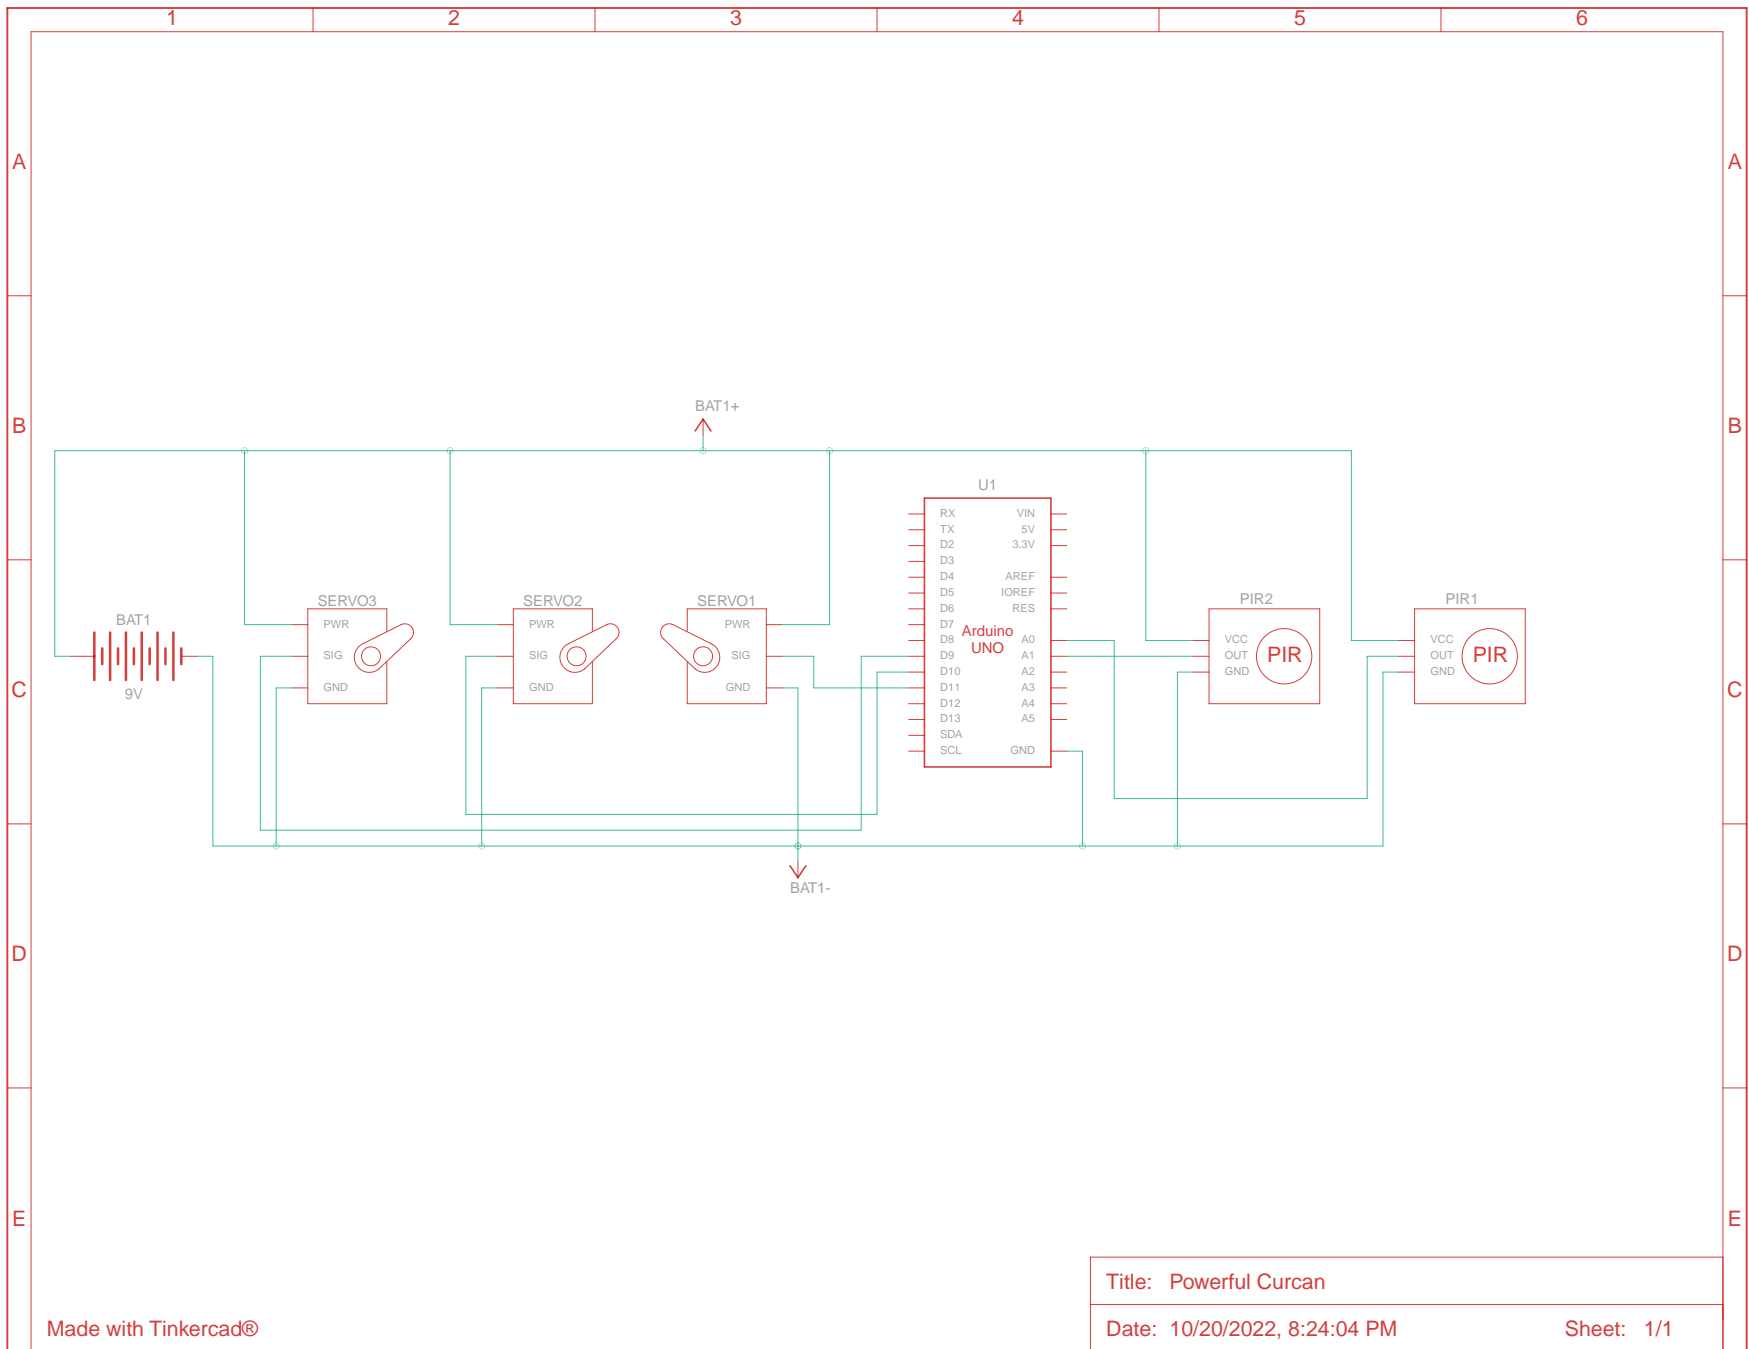 1 2 3 4 5 6
A A
B B
C C
D D
E E
BAT1+
BAT1
9V
SERVO3
PWR
SIG
GND
SERVO2
PWR
SIG
GND
SERVO1
PWR
SIG
GND
U1
RX VIN
TX 5V
D2 3.3V
D3
D4 AREF
D5 IOREF
D6 RES
D7
Arduino
UNO
D8 A0
D9 A1
D10 A2
D11 A3
D12 A4
D13 A5
SDA
SCL GND
PIR2
VCC
OUT
GND
PIR
PIR1
VCC
OUT
GND
PIR
BAT1-
Title: Powerful Curcan
Made with Tinkercad®
Date: 10/20/2022, 8:24:04 PM Sheet: 1/1